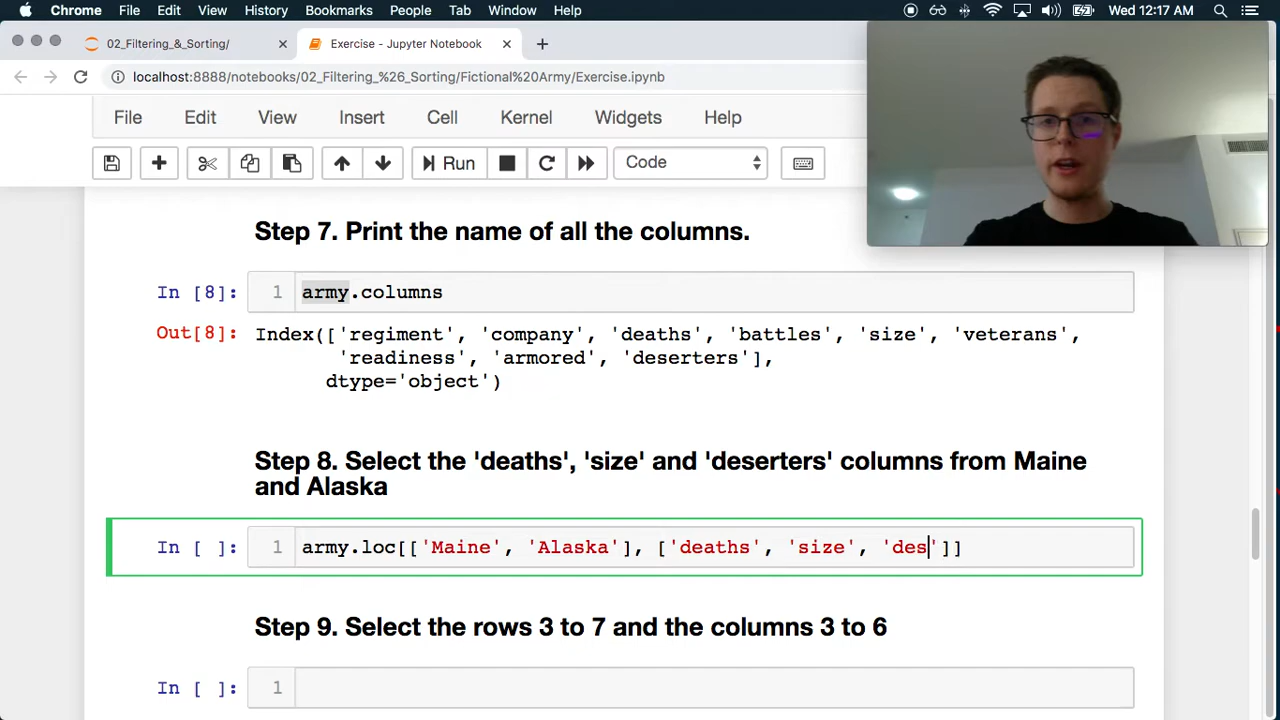 Chrome File Edit View History Bookmarks People Tab Window Help Wed 12:17 AM
02_Filtering_&_Sorting/ Exercise - Jupyter Notebook
localhost:8888/notebooks/02_Filtering_%26_Sorting/Fictional%20Army/Exercise.ipynb
File Edit View Insert Cell Kernel Widgets Help
Run Code
Step 7. Print the name of all the columns.
In [8]: 1 army.columns
Out[8]: Index(['regiment', 'company', 'deaths', 'battles', 'size', 'veterans',
'readiness', 'armored', 'deserters'],
dtype='object')
Step 8. Select the 'deaths', 'size' and 'deserters' columns from Maine
and Alaska
In [ ]: 1 army.loc[['Maine', 'Alaska'], ['deaths', 'size', 'des']]
Step 9. Select the rows 3 to 7 and the columns 3 to 6
In [ ]: 1